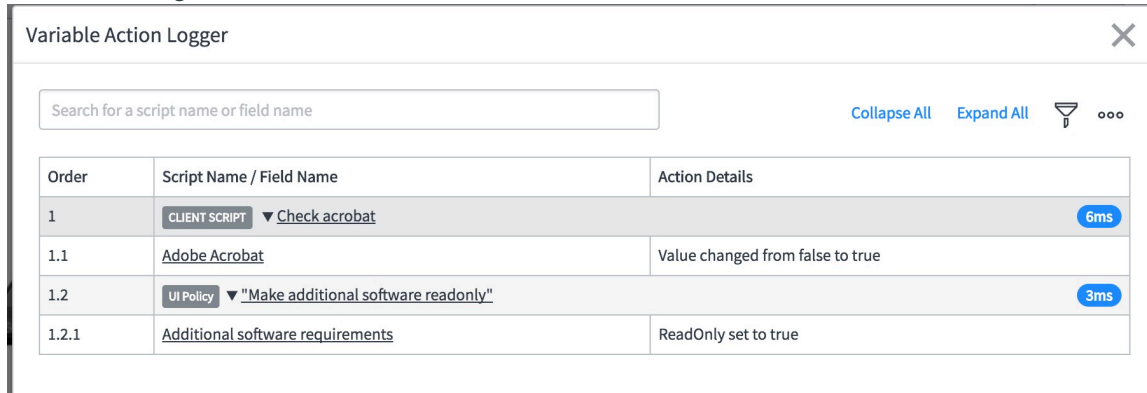 Variable Action Logger
Search for a script name or field name
Collapse All Expand All
Order Script Name / Field Name Action Details
1 CLIENT SCRIPT ▼ Check acrobat 6ms
1.1 Adobe Acrobat Value changed from false to true
1.2 UI Policy ▼ "Make additional software readonly" 3ms
1.2.1 Additional software requirements ReadOnly set to true